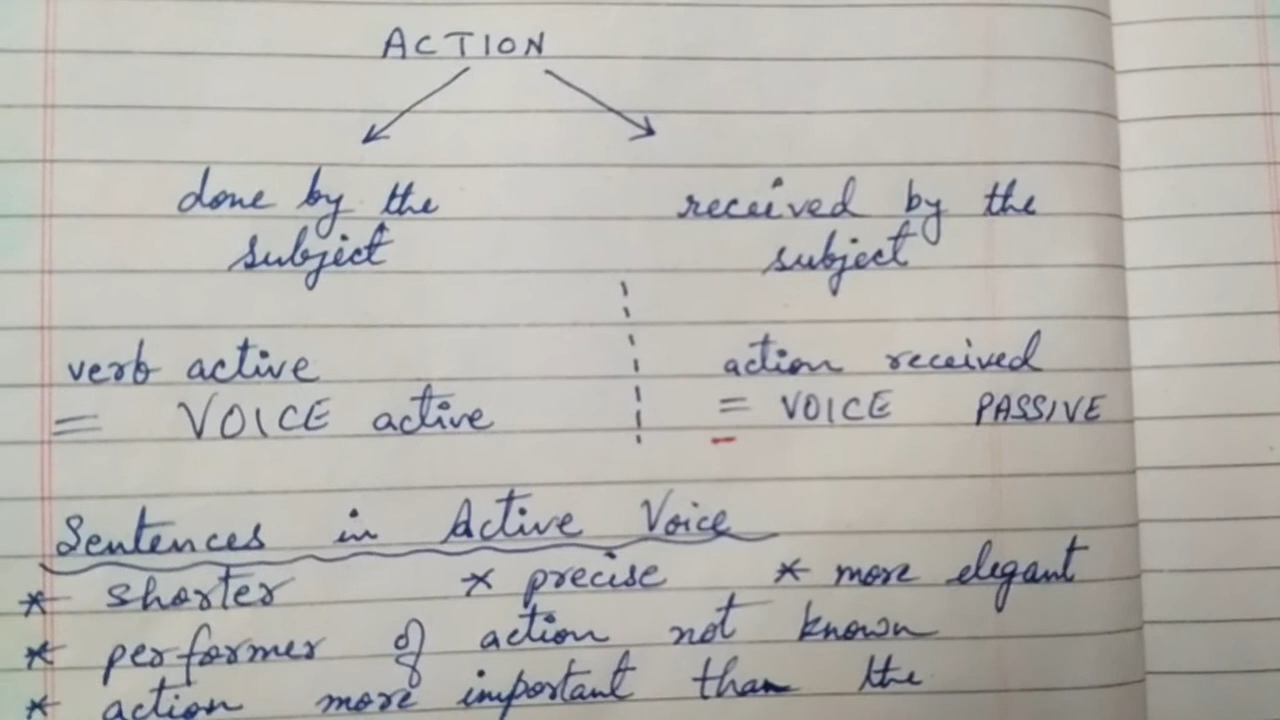 ACTION
done by the received by the
subject subject
verb active action received
= VOICE active = VOICE PASSIVE
Sentences in Active Voice
* shorter * precise * more elegant
* performer of action not known
* action more important than the